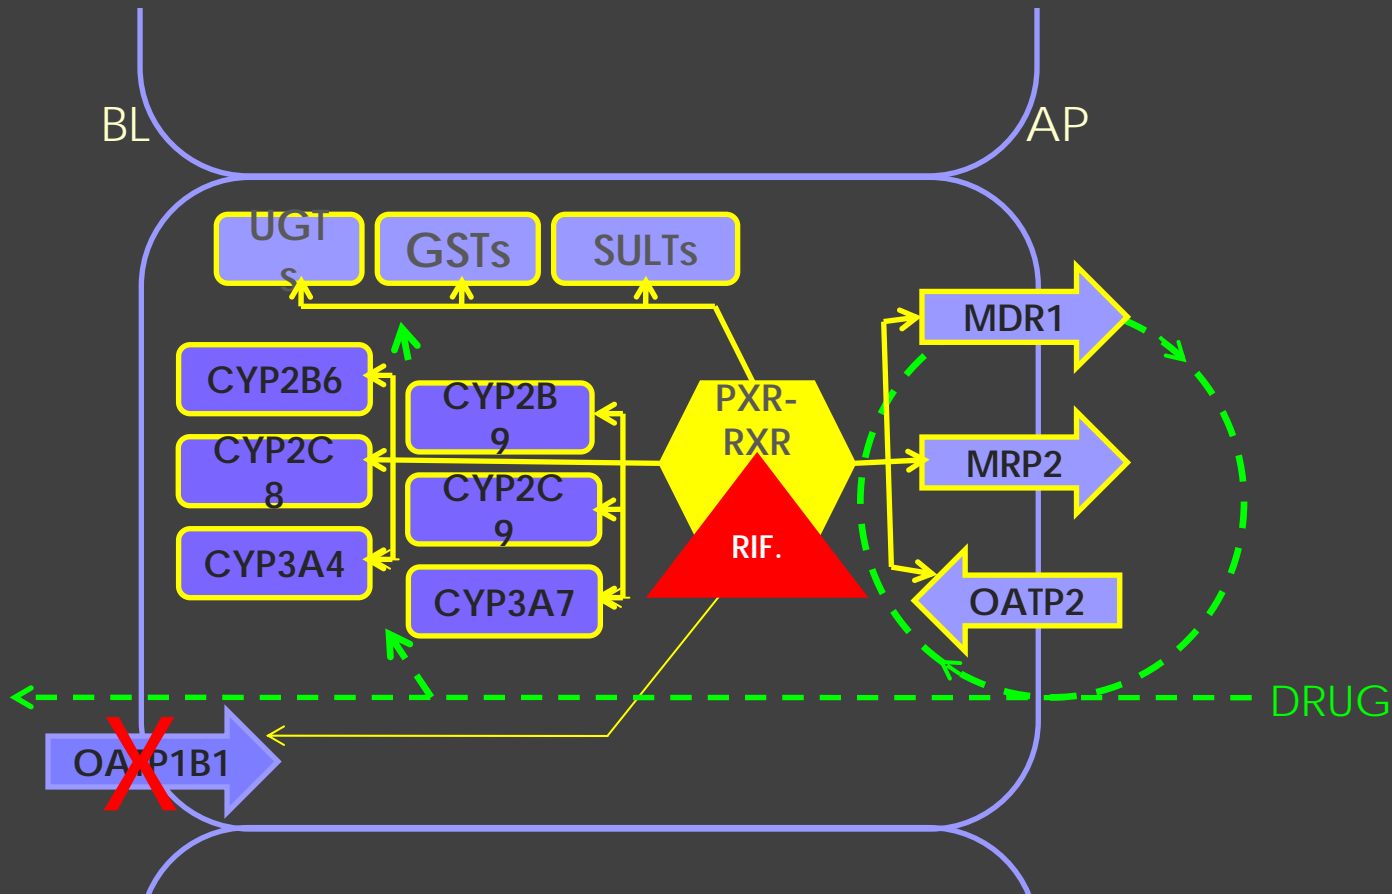 BL
AP
UGT
s
GSTs
SULTs
MDR1
CYP2B6
CYP2B
9
PXR-
RXR
CYP2C
8
MRP2
CYP2C
9
RIF.
CYP3A4
CYP3A7
OATP2
DRUG
OATP1B1
X